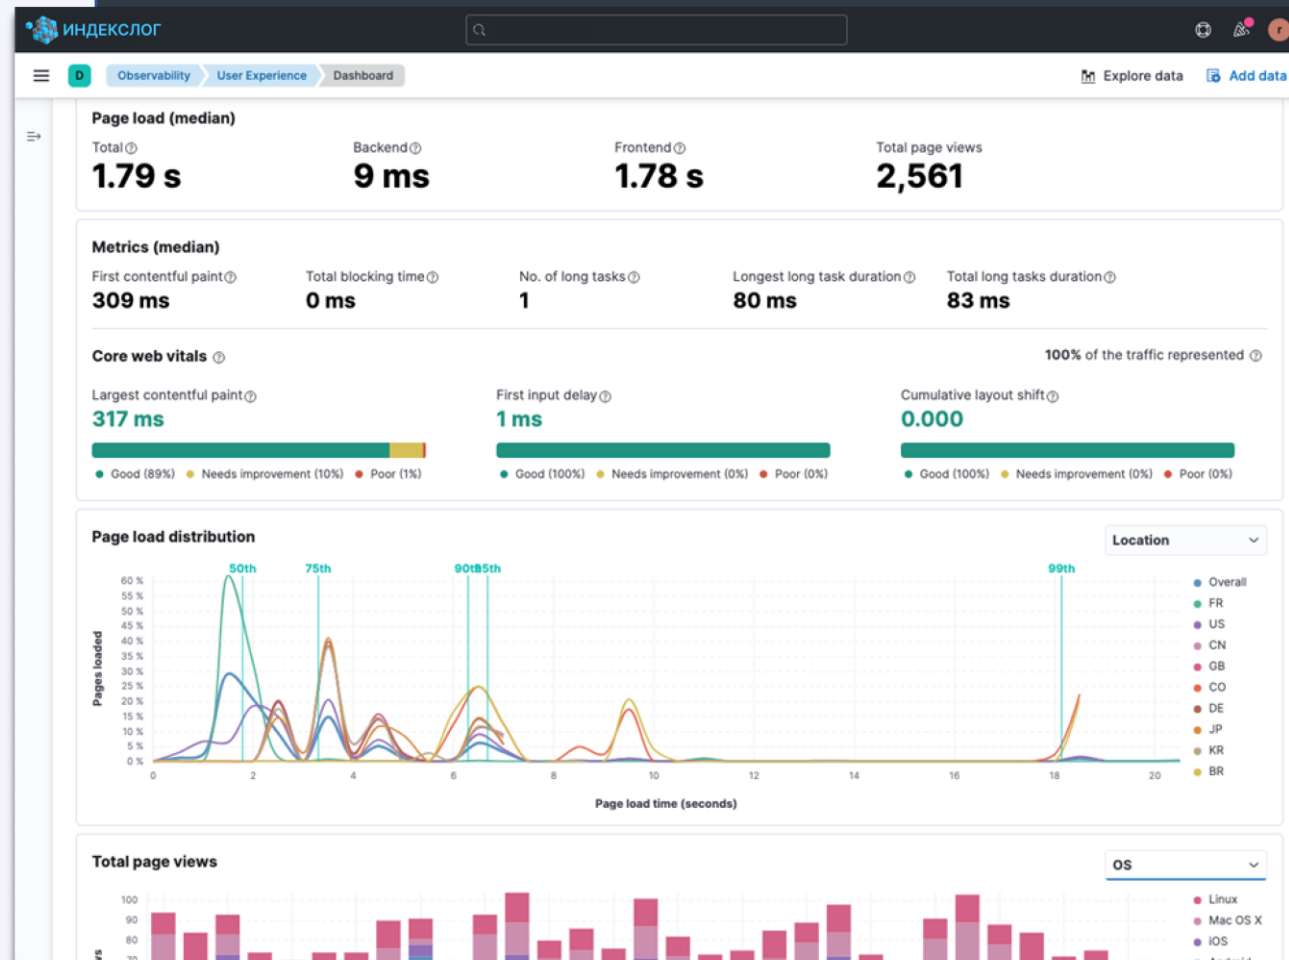 ИНДЕКСЛОГ
r
D Observability User Experience Dashboard Explore data Add data
Page load (median)
Total Backend Frontend Total page views
1.79 s 9 ms 1.78 s 2,561
Metrics (median)
First contentful paint Total blocking time No. of long tasks Longest long task duration Total long tasks duration
309 ms 0 ms 1 80 ms 83 ms
Core web vitals 100% of the traffic represented
Largest contentful paint First input delay Cumulative layout shift
317 ms 1 ms 0.000
Good (89%) Needs improvement (10%) Poor (1%) Good (100%) Needs improvement (0%) Poor (0%) Good (100%) Needs improvement (0%) Poor (0%)
Page load distribution
Location
50th 75th 90th 95th 99th
60 %
55 %
50 %
45 %
40 %
35 %
30 %
25 %
20 %
15 %
10 %
5 %
0 %
Pages loaded
0 2 4 6 8 10 12 14 16 18 20
Page load time (seconds)
Overall
FR
US
CN
GB
CO
DE
JP
KR
BR
Total page views
OS
100
90
80
70
Linux
Mac OS X
iOS
Android